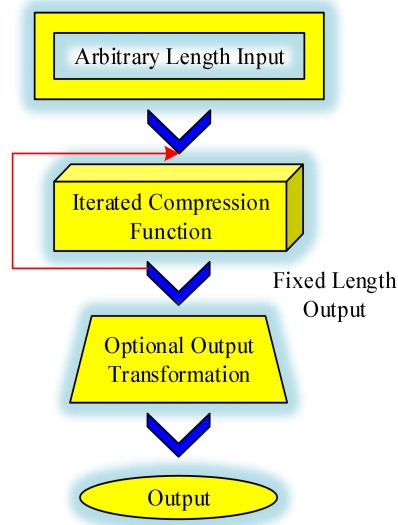 Arbitrary Length Input
Iterated Compression
Function
Fixed Length
Output
Optional Output
Transformation
Output